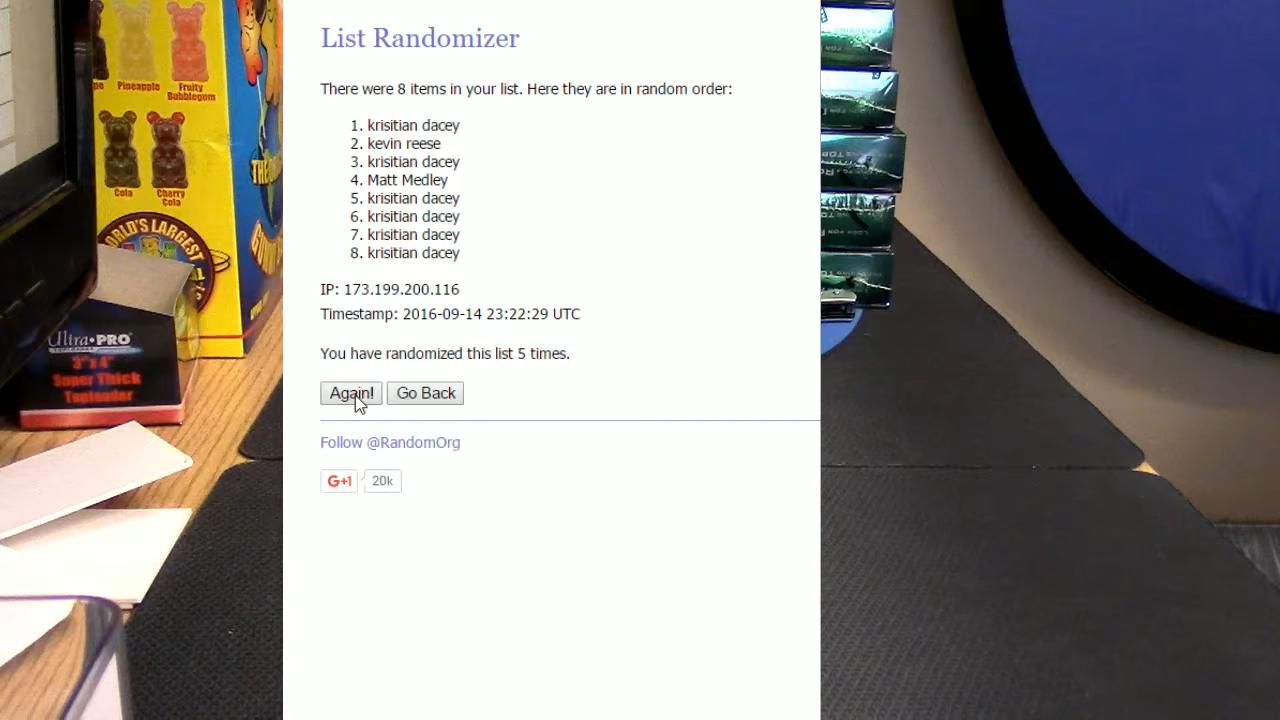 List Randomizer
There were 8 items in your list. Here they are in random order:
1. krisitian dacey
2. kevin reese
3. krisitian dacey
4. Matt Medley
5. krisitian dacey
6. krisitian dacey
7. krisitian dacey
8. krisitian dacey
IP: 173.199.200.116
Timestamp: 2016-09-14 23:22:29 UTC
You have randomized this list 5 times.
Again! Go Back
Follow @RandomOrg
G+1 20k
Pineapple
Fruity
Bubblegum
Cola
Cherry
Cola
WORLD'S LARGEST
Ultra•PRO
3"x4"
Super Thick
Toploader